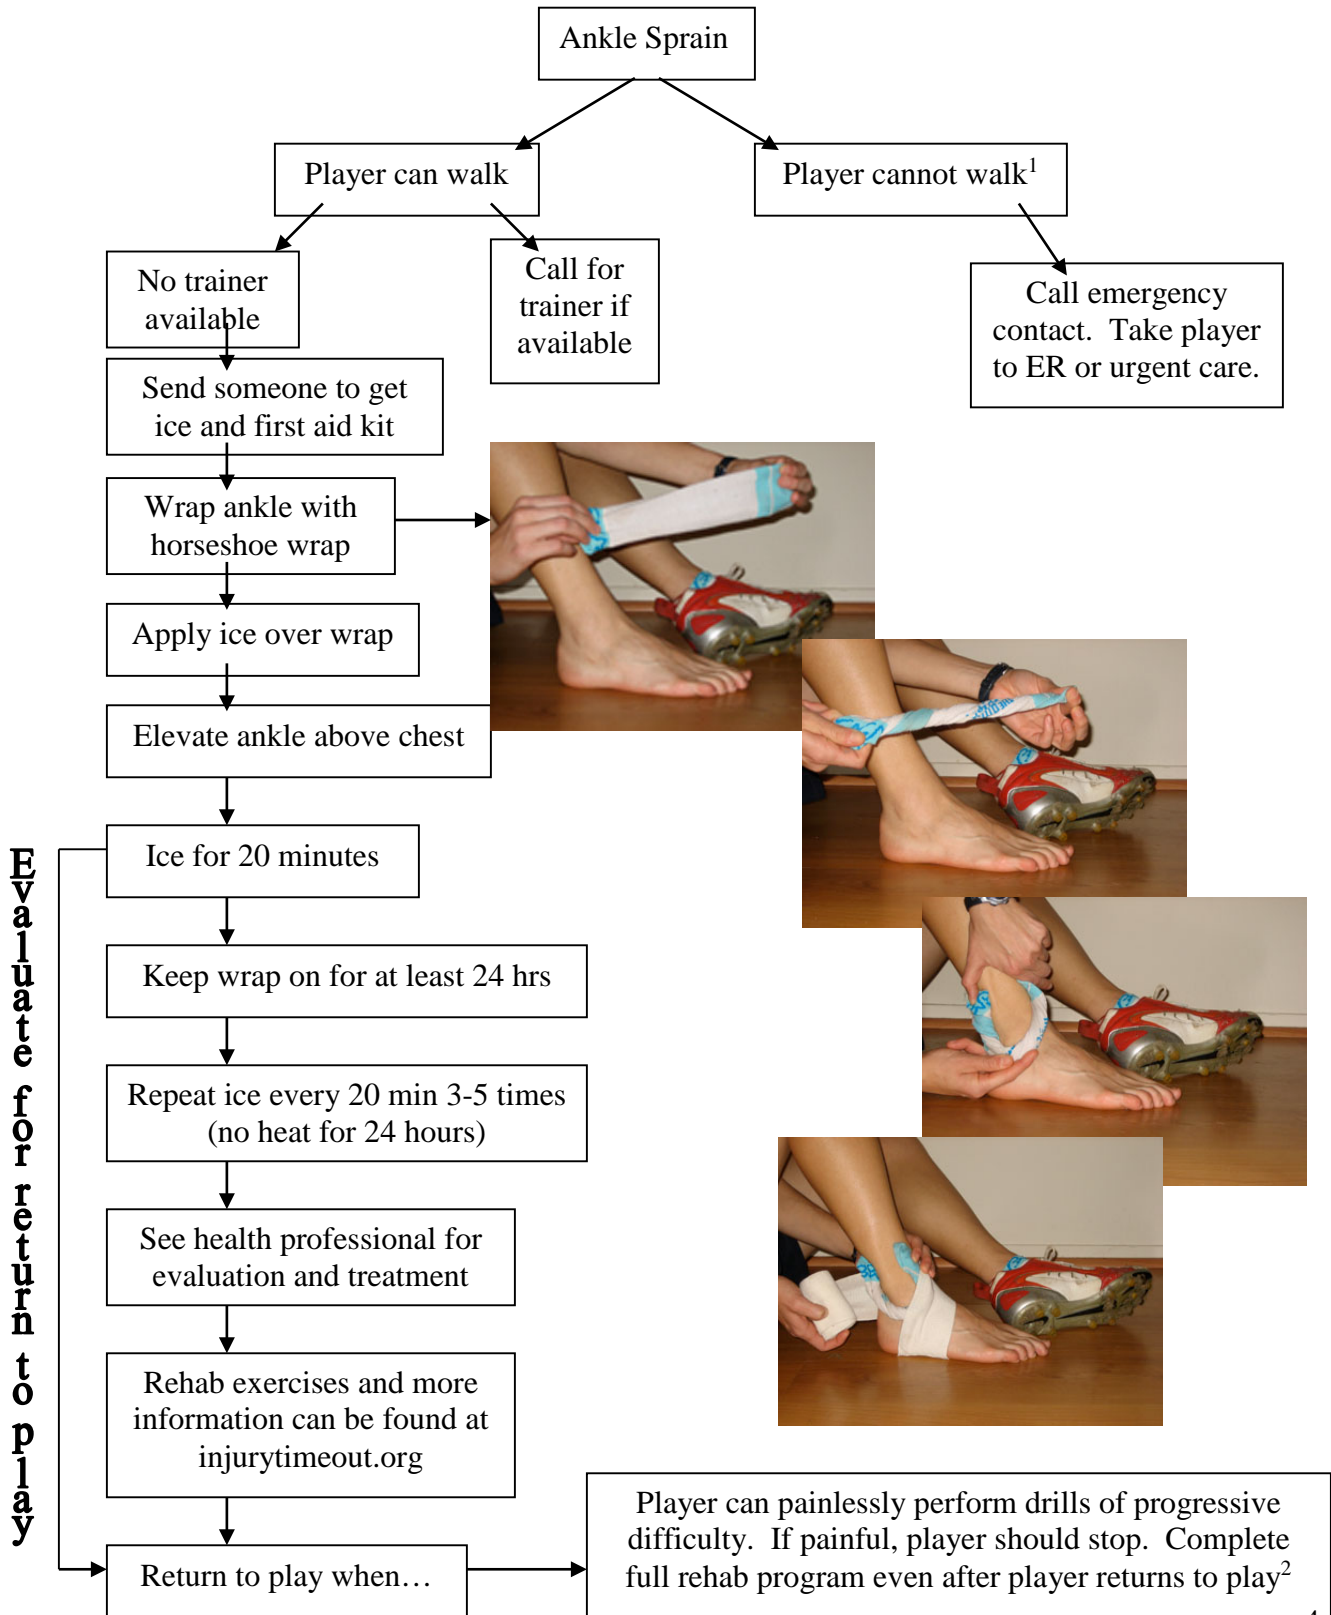 Ankle Sprain
Player can walk
Player cannot walk1
No trainer
available
Call for
trainer if
available
Call emergency
contact. Take player
to ER or urgent care.
Send someone to get
ice and first aid kit
Wrap ankle with
horseshoe wrap
Apply ice over wrap
Elevate ankle above chest
Ice for 20 minutes
Keep wrap on for at least 24 hrs
Repeat ice every 20 min 3-5 times
(no heat for 24 hours)
See health professional for
evaluation and treatment
Rehab exercises and more
information can be found at
injurytimeout.org
Return to play when…
Player can painlessly perform drills of progressive
difficulty. If painful, player should stop. Complete
full rehab program even after player returns to play2
Evaluate for return to play